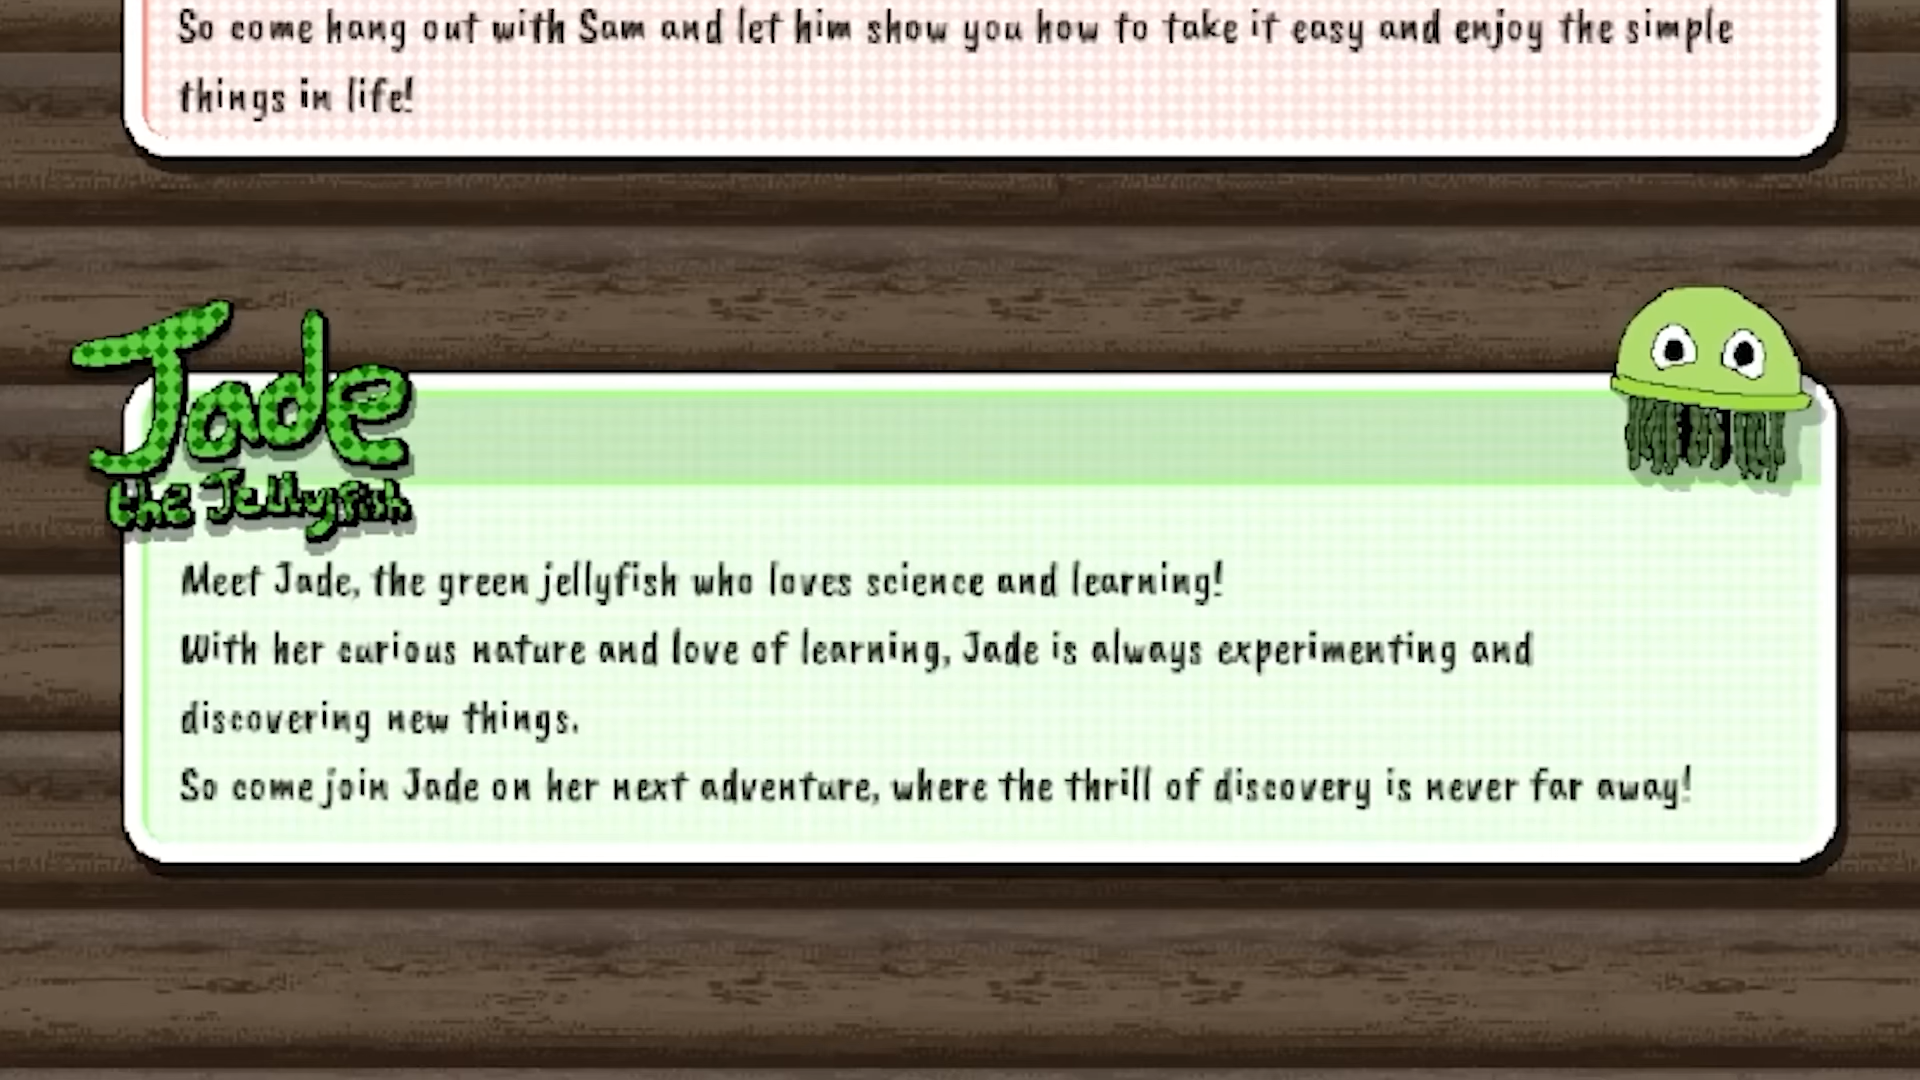 So come hang out with Sam and let him show you how to take it easy and enjoy the simple
things in life!
Jade
the Jellyfish
Meet Jade, the green jellyfish who loves science and learning!
With her curious nature and love of learning, Jade is always experimenting and
discovering new things.
So come join Jade on her next adventure, where the thrill of discovery is never far away!